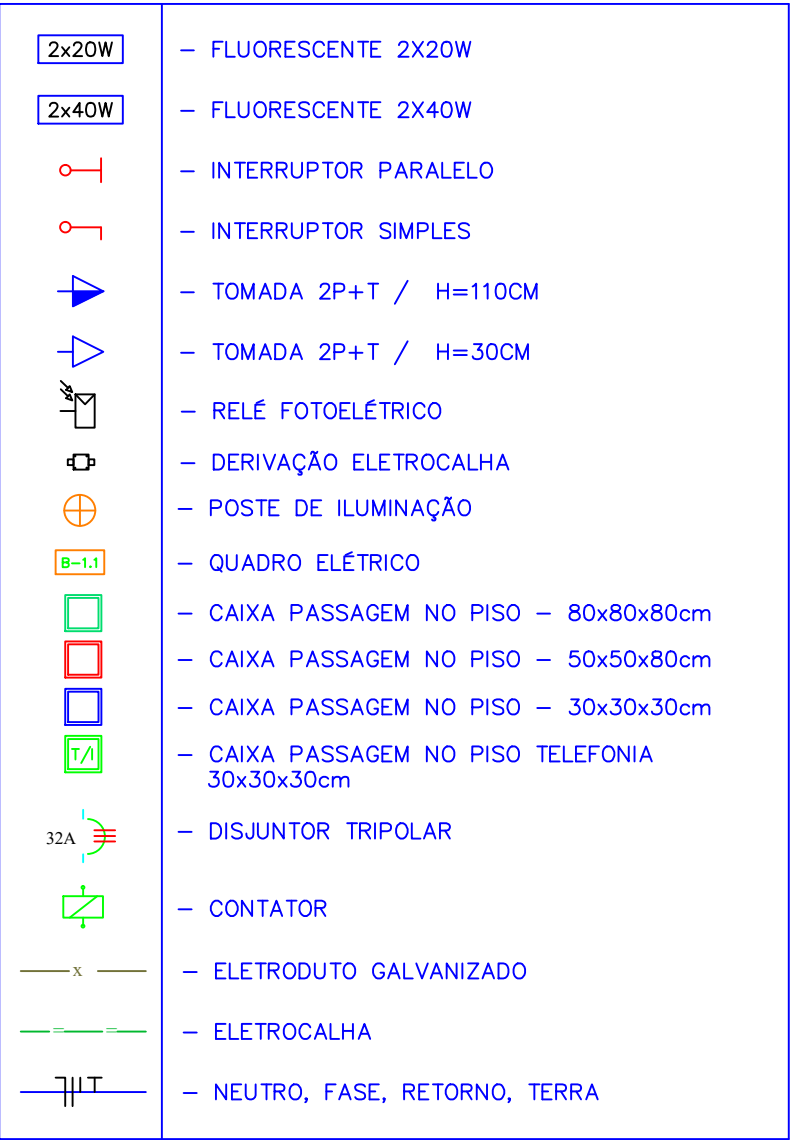 2x20W – FLUORESCENTE 2X20W
2x40W – FLUORESCENTE 2X40W
– INTERRUPTOR PARALELO
– INTERRUPTOR SIMPLES
– TOMADA 2P+T / H=110CM
– TOMADA 2P+T / H=30CM
– RELÉ FOTOELÉTRICO
– DERIVAÇÃO ELETROCALHA
– POSTE DE ILUMINAÇÃO
B–1.1 – QUADRO ELÉTRICO
– CAIXA PASSAGEM NO PISO – 80x80x80cm
– CAIXA PASSAGEM NO PISO – 50x50x80cm
– CAIXA PASSAGEM NO PISO – 30x30x30cm
T/I – CAIXA PASSAGEM NO PISO TELEFONIA
30x30x30cm
32A – DISJUNTOR TRIPOLAR
– CONTATOR
x – ELETRODUTO GALVANIZADO
– ELETROCALHA
– NEUTRO, FASE, RETORNO, TERRA